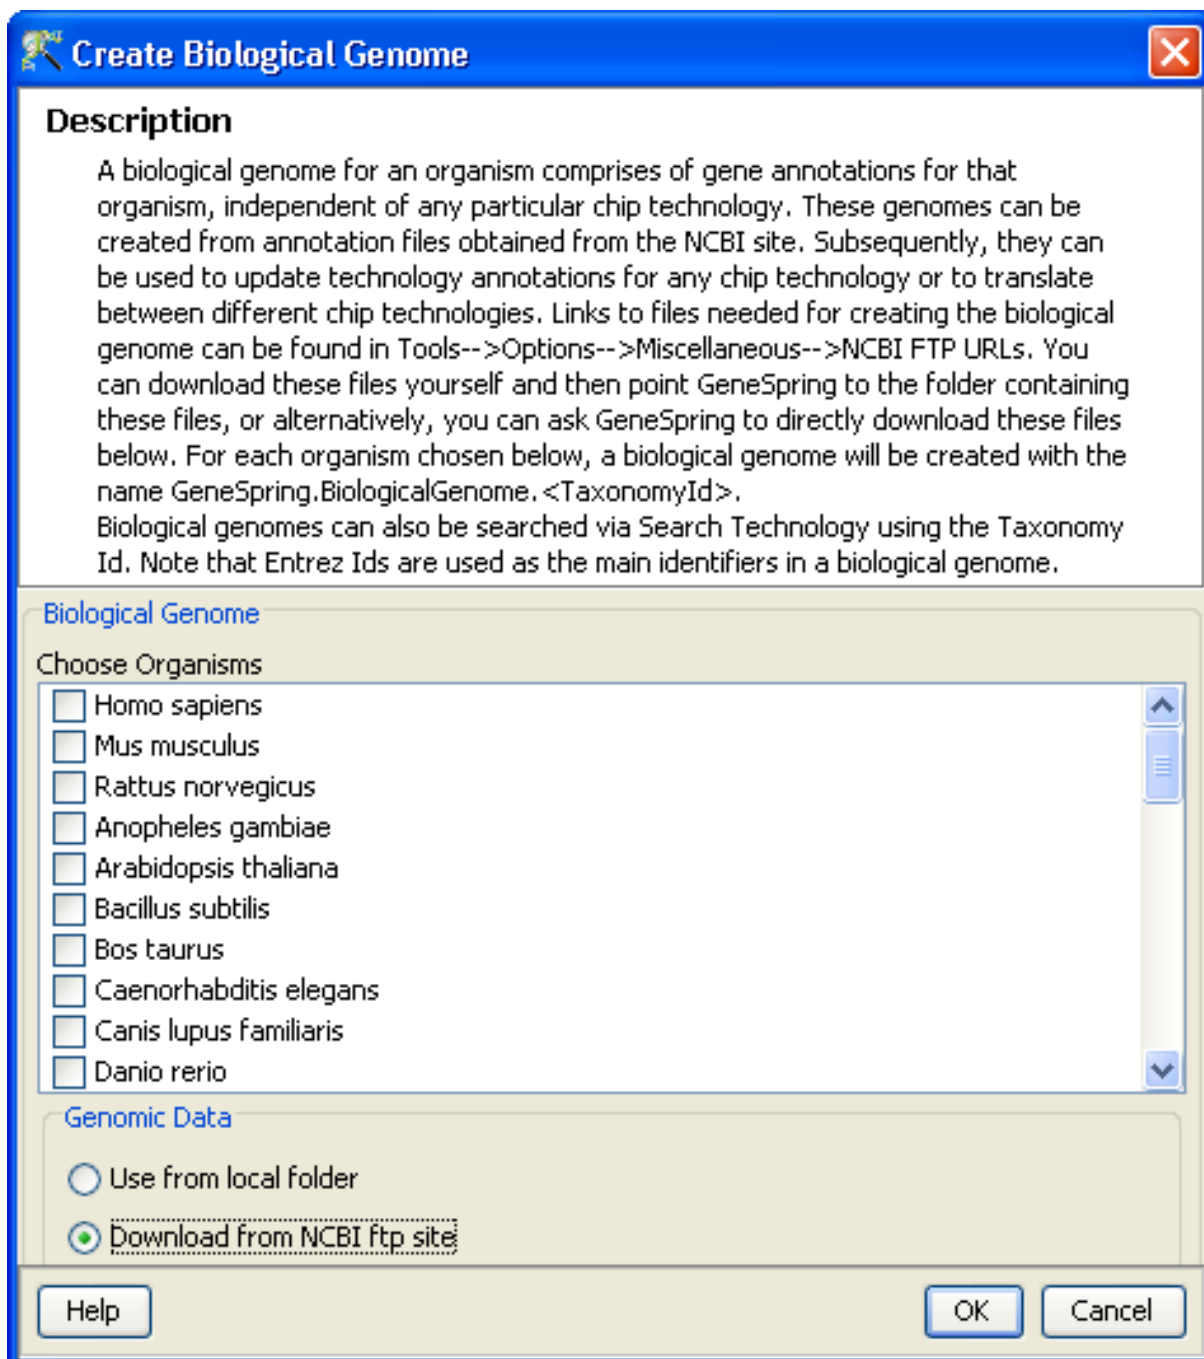 Create Biological Genome
Description
A biological genome for an organism comprises of gene annotations for that
organism, independent of any particular chip technology. These genomes can be
created from annotation files obtained from the NCBI site. Subsequently, they can
be used to update technology annotations for any chip technology or to translate
between different chip technologies. Links to files needed for creating the biological
genome can be found in Tools-->Options-->Miscellaneous-->NCBI FTP URLs. You
can download these files yourself and then point GeneSpring to the folder containing
these files, or alternatively, you can ask GeneSpring to directly download these files
below. For each organism chosen below, a biological genome will be created with the
name GeneSpring.BiologicalGenome.<TaxonomyId>.
Biological genomes can also be searched via Search Technology using the Taxonomy
Id. Note that Entrez Ids are used as the main identifiers in a biological genome.
Biological Genome
Choose Organisms
Homo sapiens
Mus musculus
Rattus norvegicus
Anopheles gambiae
Arabidopsis thaliana
Bacillus subtilis
Bos taurus
Caenorhabditis elegans
Canis lupus familiaris
Danio rerio
Genomic Data
Use from local folder
Download from NCBI ftp site
Help OK Cancel